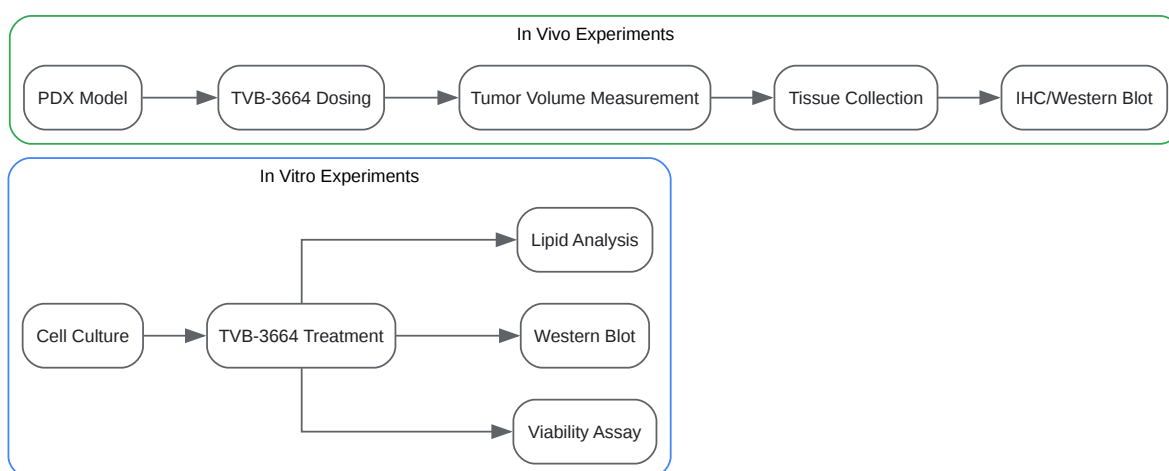 In Vivo Experiments
PDX Model
TVB-3664 Dosing
Tumor Volume Measurement
Tissue Collection
IHC/Western Blot
In Vitro Experiments
Lipid Analysis
Cell Culture
TVB-3664 Treatment
Western Blot
Viability Assay